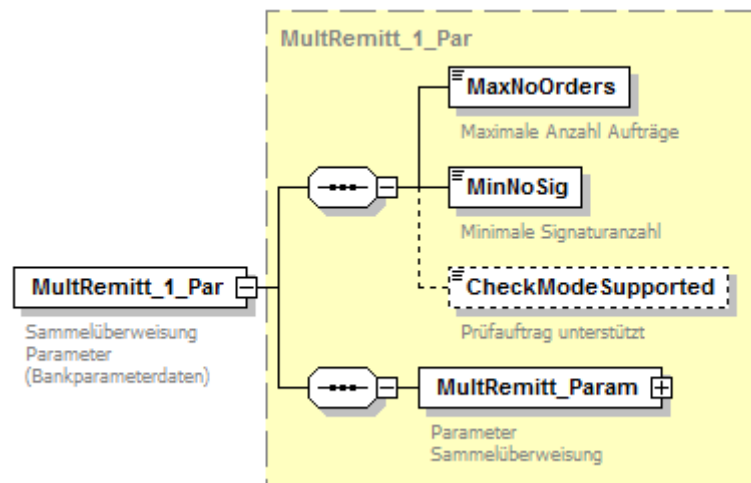 MultRemitt_1_Par
MaxNoOrders
Maximale Anzahl Aufträge
MinNoSig
Minimale Signaturanzahl
CheckModeSupported
Prüfauftrag unterstützt
MultRemitt_1_Par
Sammelüberweisung
Parameter
(Bankparameterdaten)
MultRemitt_Param
Parameter
Sammelüberweisung